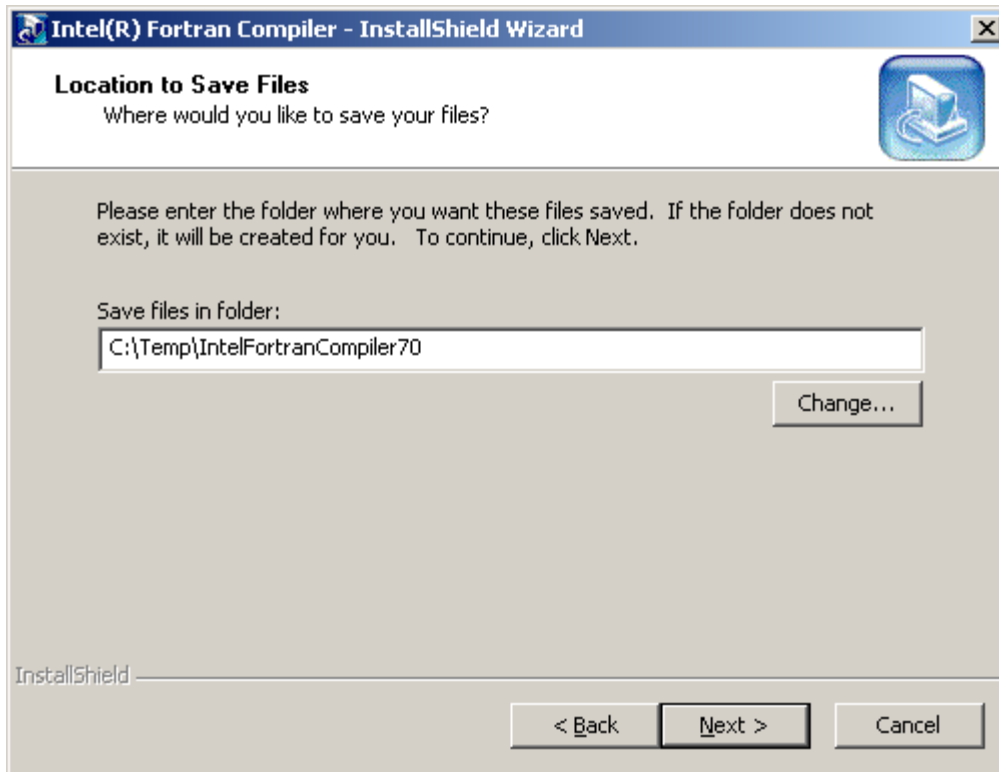 Intel(R) Fortran Compiler - InstallShield Wizard
Location to Save Files
Where would you like to save your files?
Please enter the folder where you want these files saved.  If the folder does not
exist, it will be created for you.   To continue, click Next.
Save files in folder:
C:\Temp\IntelFortranCompiler70
Change...
InstallShield
< Back
Next >
Cancel